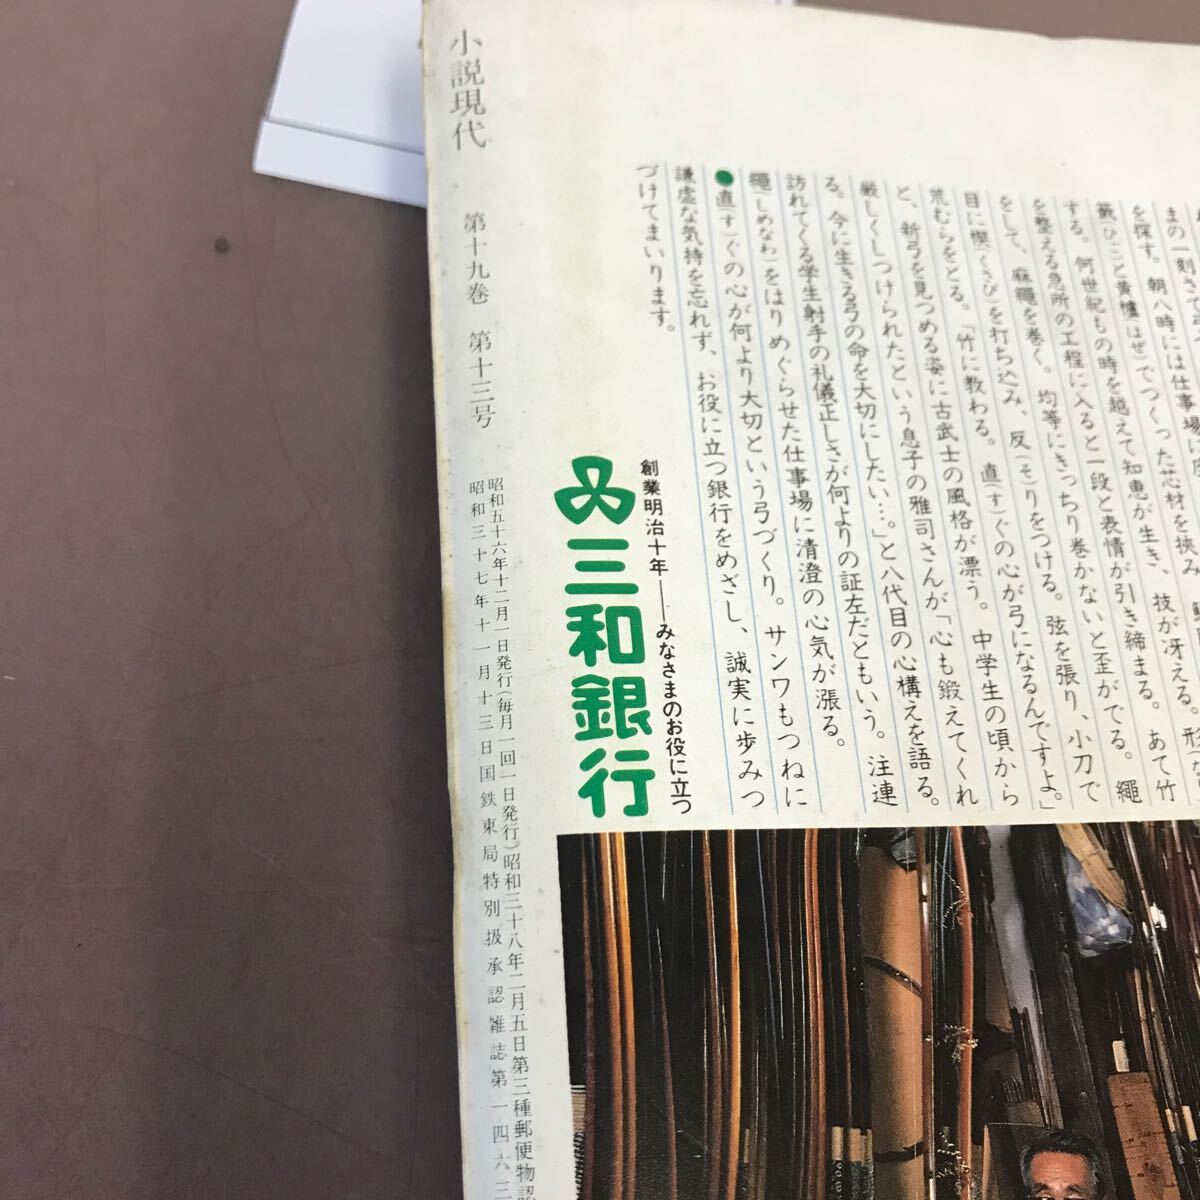 まの一刻
を探す。朝八時には仕事場に
籤(ひご)と黄櫨(はぜ)でつくった芯材を挟み
する。何世紀もの時を越えて知恵が生き、技が冴える。形(な
を整える急所の工程に入ると一段と表情が引き締まる。あて竹
をして、麻縄を巻く。均等にきっちり巻かないと歪がでる。縄
目に楔(くさび)を打ち込み、反(そ)りをつける。弦を張り、小刀で
荒むらをとる。「竹に教わる。直(す)ぐの心が弓になるんですよ。」
と、新弓を見つめる姿に古武士の風格が漂う。中学生の頃から
厳しくしつけられたという息子の雅司さんが「心も鍛えてくれ
る。今に生きる弓の命を大切にしたい…。」と八代目の心構えを語る。
訪れてくる学生射手の礼儀正しさが何よりの証左だともいう。注連
縄(しめなわ)をはりめぐらせた仕事場に清澄の心気が漲る。
●直(す)ぐの心が何より大切という弓づくり。サンワもつねに
謙虚な気持を忘れず、お役に立つ銀行をめざし、誠実に歩みつ
づけてまいります。
創業明治十年——みなさまのお役に立つ
三和銀行
小説現代 第十九巻 第十三号
昭和五十六年十二月一日発行(毎月一回一日発行)昭和三十八年二月五日第三種郵便物認
昭和三十七年十一月十三日国鉄東局特別扱承認雑誌第一四六三